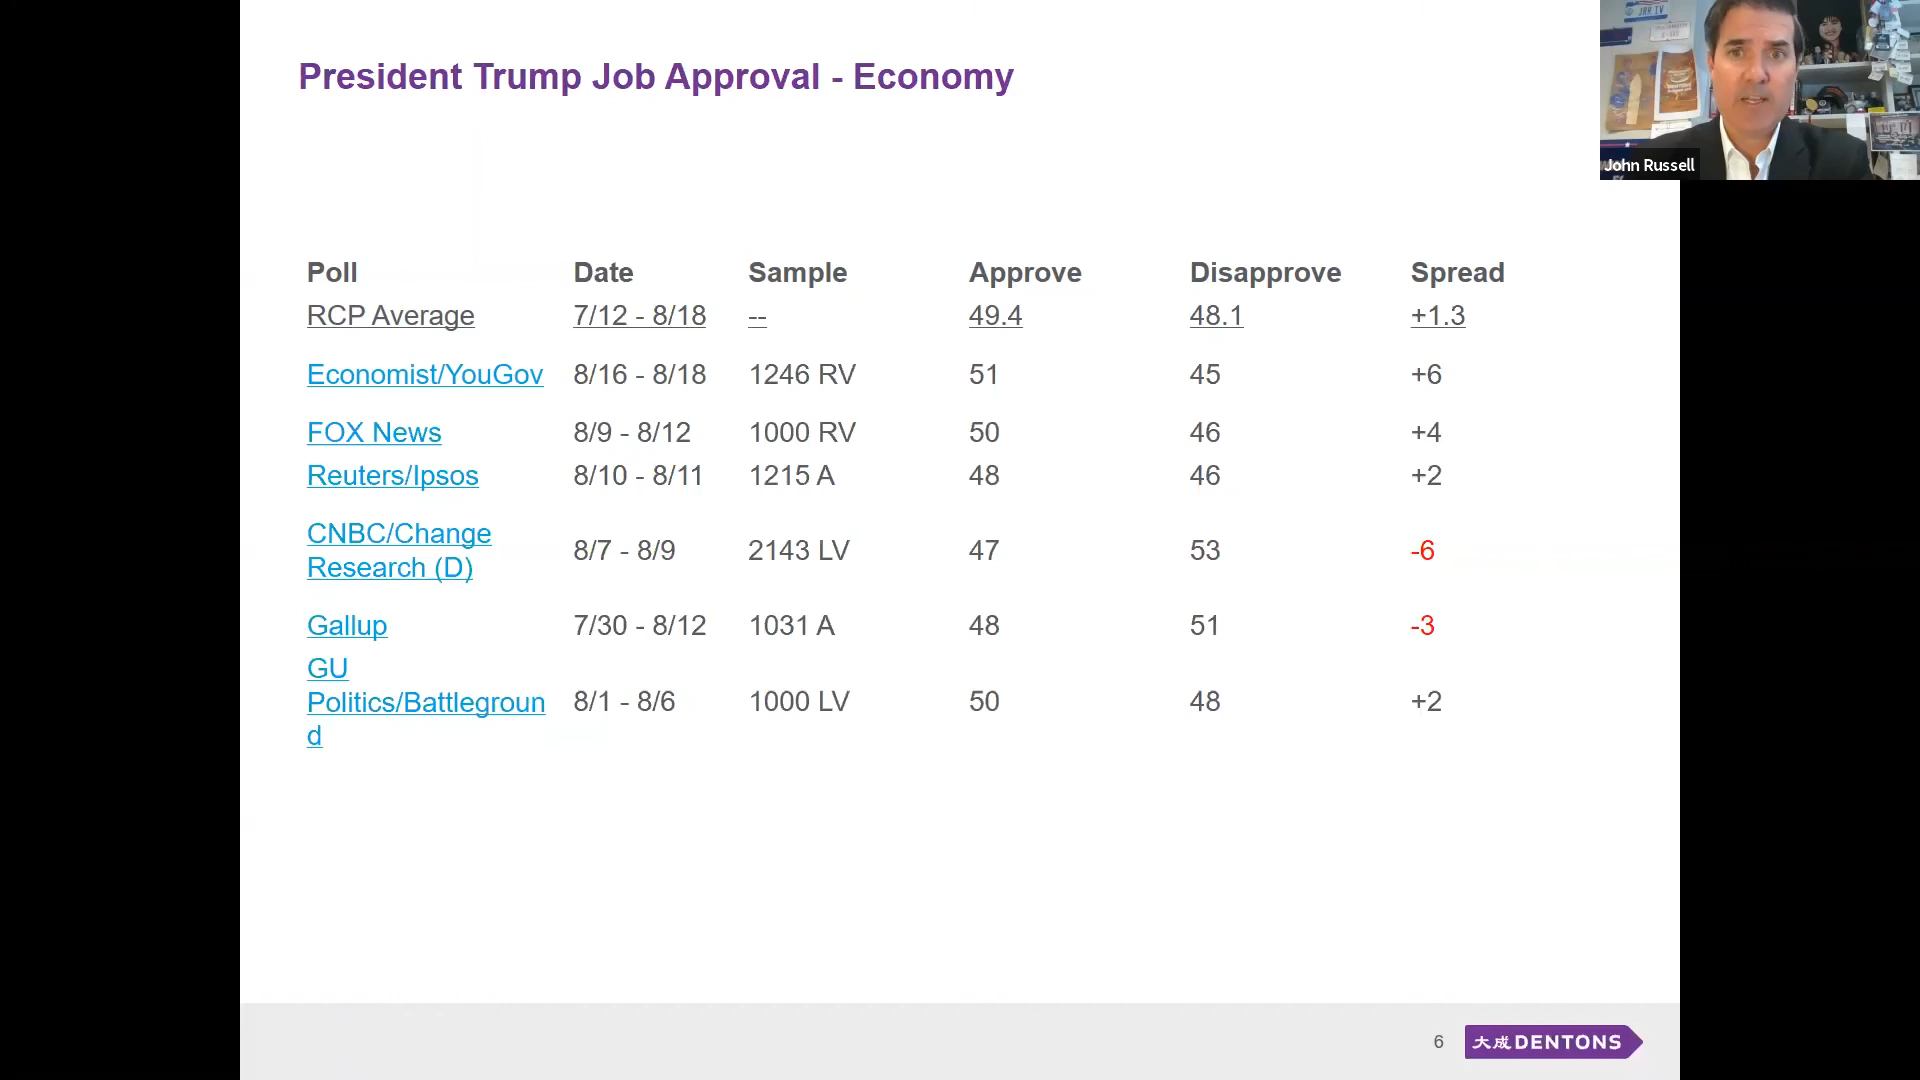 President Trump Job Approval - Economy
JRR IV
John Russell
Poll Date Sample Approve Disapprove Spread
RCP Average 7/12 - 8/18 -- 49.4 48.1 +1.3
Economist/YouGov 8/16 - 8/18 1246 RV 51 45 +6
FOX News 8/9 - 8/12 1000 RV 50 46 +4
Reuters/Ipsos 8/10 - 8/11 1215 A 48 46 +2
CNBC/Change
Research (D) 8/7 - 8/9 2143 LV 47 53 -6
Gallup 7/30 - 8/12 1031 A 48 51 -3
GU
Politics/Battlegroun 8/1 - 8/6 1000 LV 50 48 +2
d
6
大成 DENTONS